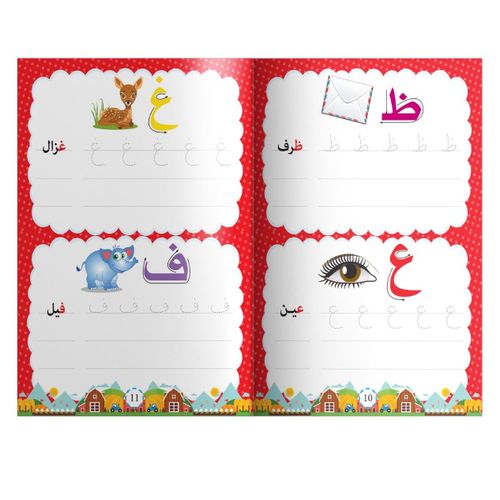 ظ
ظ ظ ظ ظ ظ ظرف
ع
ع ع ع ع ع عين
10
غ
غ غ غ غ غ غزال
ف
ف ف ف ف ف ف فيل
11